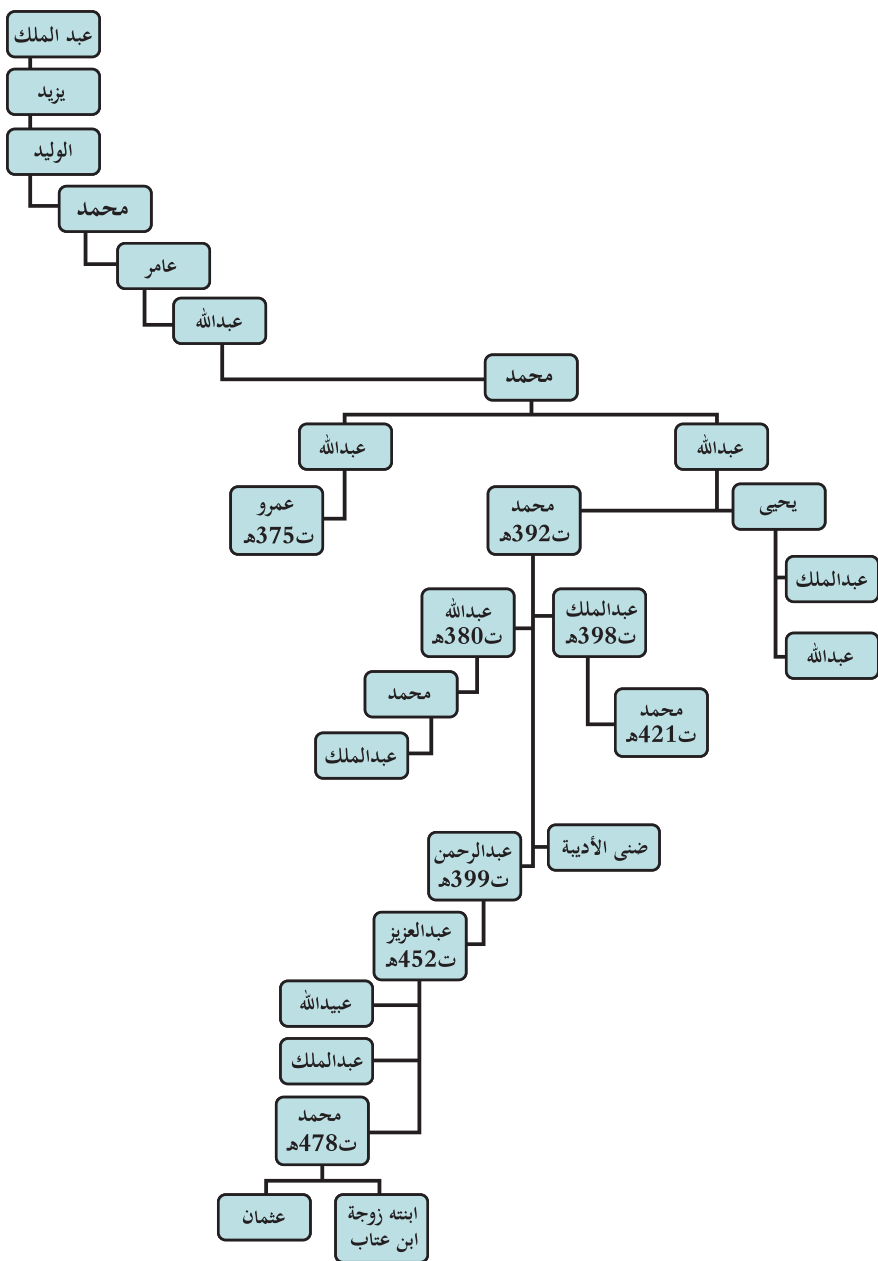 عبد الملك
يزيد
الوليد
محمد
عامر
عبدالله
محمد
عبدالله
عبدالله
يحيى
محمد
ت392هـ
عمرو
ت375هـ
عبدالملك
عبدالله
عبدالملك
ت398هـ
عبدالله
ت380هـ
محمد
محمد
ت421هـ
عبدالملك
ضنى الأديبة
عبدالرحمن
ت399هـ
عبدالعزيز
ت452هـ
عبيدالله
عبدالملك
محمد
ت478هـ
ابنته زوجة
ابن عتاب
عثمان